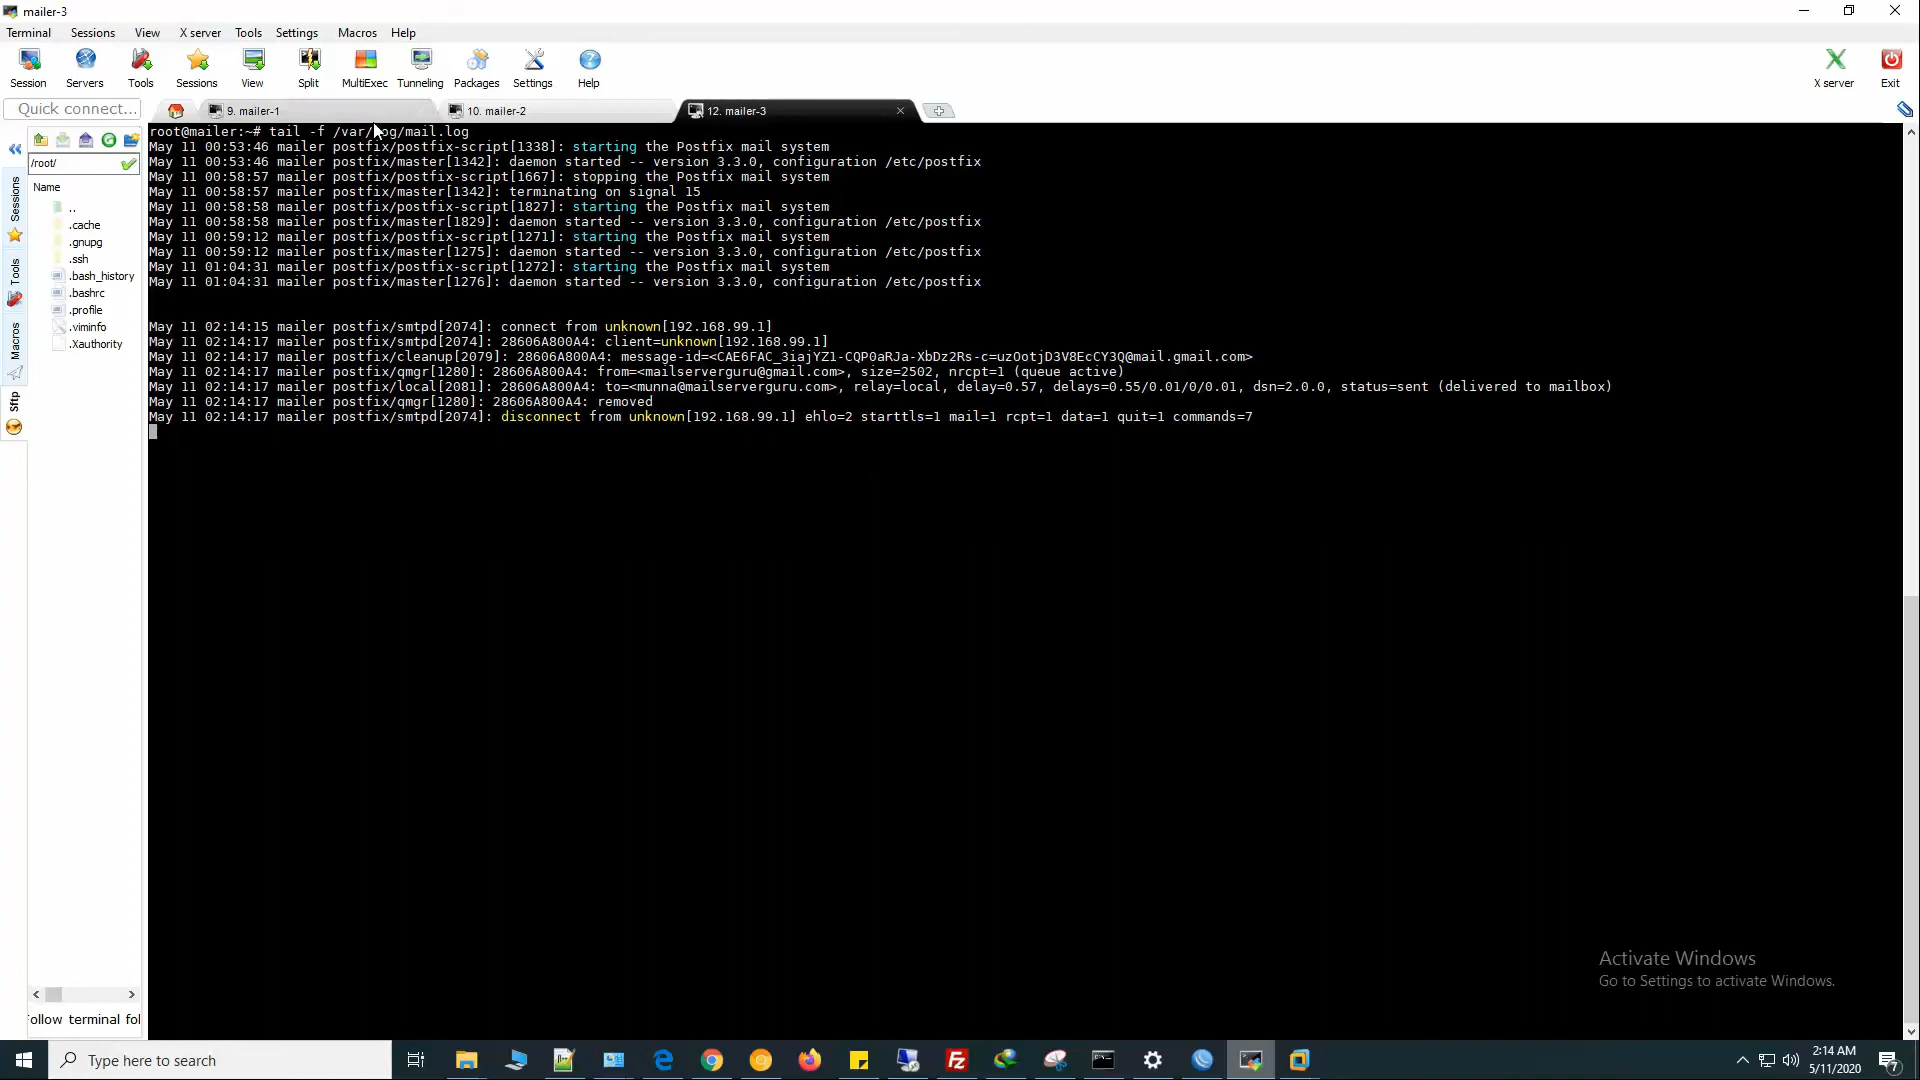 mailer-3
Terminal Sessions View X server Tools Settings Macros Help
Session Servers Tools Sessions View Split MultiExec Tunneling Packages Settings Help X server Exit
Quick connect... 9. mailer-1 10. mailer-2 12. mailer-3
/root/
Name
..
.cache
.gnupg
.ssh
.bash_history
.bashrc
.profile
.viminfo
.Xauthority
Sessions
Tools
Macros
Sftp
root@mailer:~# tail -f /var/log/mail.log
May 11 00:53:46 mailer postfix/postfix-script[1338]: starting the Postfix mail system
May 11 00:53:46 mailer postfix/master[1342]: daemon started -- version 3.3.0, configuration /etc/postfix
May 11 00:58:57 mailer postfix/postfix-script[1667]: stopping the Postfix mail system
May 11 00:58:57 mailer postfix/master[1342]: terminating on signal 15
May 11 00:58:58 mailer postfix/postfix-script[1827]: starting the Postfix mail system
May 11 00:58:58 mailer postfix/master[1829]: daemon started -- version 3.3.0, configuration /etc/postfix
May 11 00:59:12 mailer postfix/postfix-script[1271]: starting the Postfix mail system
May 11 00:59:12 mailer postfix/master[1275]: daemon started -- version 3.3.0, configuration /etc/postfix
May 11 01:04:31 mailer postfix/postfix-script[1272]: starting the Postfix mail system
May 11 01:04:31 mailer postfix/master[1276]: daemon started -- version 3.3.0, configuration /etc/postfix
May 11 02:14:15 mailer postfix/smtpd[2074]: connect from unknown[192.168.99.1]
May 11 02:14:17 mailer postfix/smtpd[2074]: 28606A800A4: client=unknown[192.168.99.1]
May 11 02:14:17 mailer postfix/cleanup[2079]: 28606A800A4: message-id=<CAE6FAC_3iajYZ1-CQP0aRJa-XbDz2Rs-c=uzOotjD3V8EcCY3Q@mail.gmail.com>
May 11 02:14:17 mailer postfix/qmgr[1280]: 28606A800A4: from=<mailserverguru@gmail.com>, size=2502, nrcpt=1 (queue active)
May 11 02:14:17 mailer postfix/local[2081]: 28606A800A4: to=<munna@mailserverguru.com>, relay=local, delay=0.57, delays=0.55/0.01/0/0.01, dsn=2.0.0, status=sent (delivered to mailbox)
May 11 02:14:17 mailer postfix/qmgr[1280]: 28606A800A4: removed
May 11 02:14:17 mailer postfix/smtpd[2074]: disconnect from unknown[192.168.99.1] ehlo=2 starttls=1 mail=1 rcpt=1 data=1 quit=1 commands=7
Activate Windows
Go to Settings to activate Windows.
ollow terminal fol
Type here to search
2:14 AM
5/11/2020
7